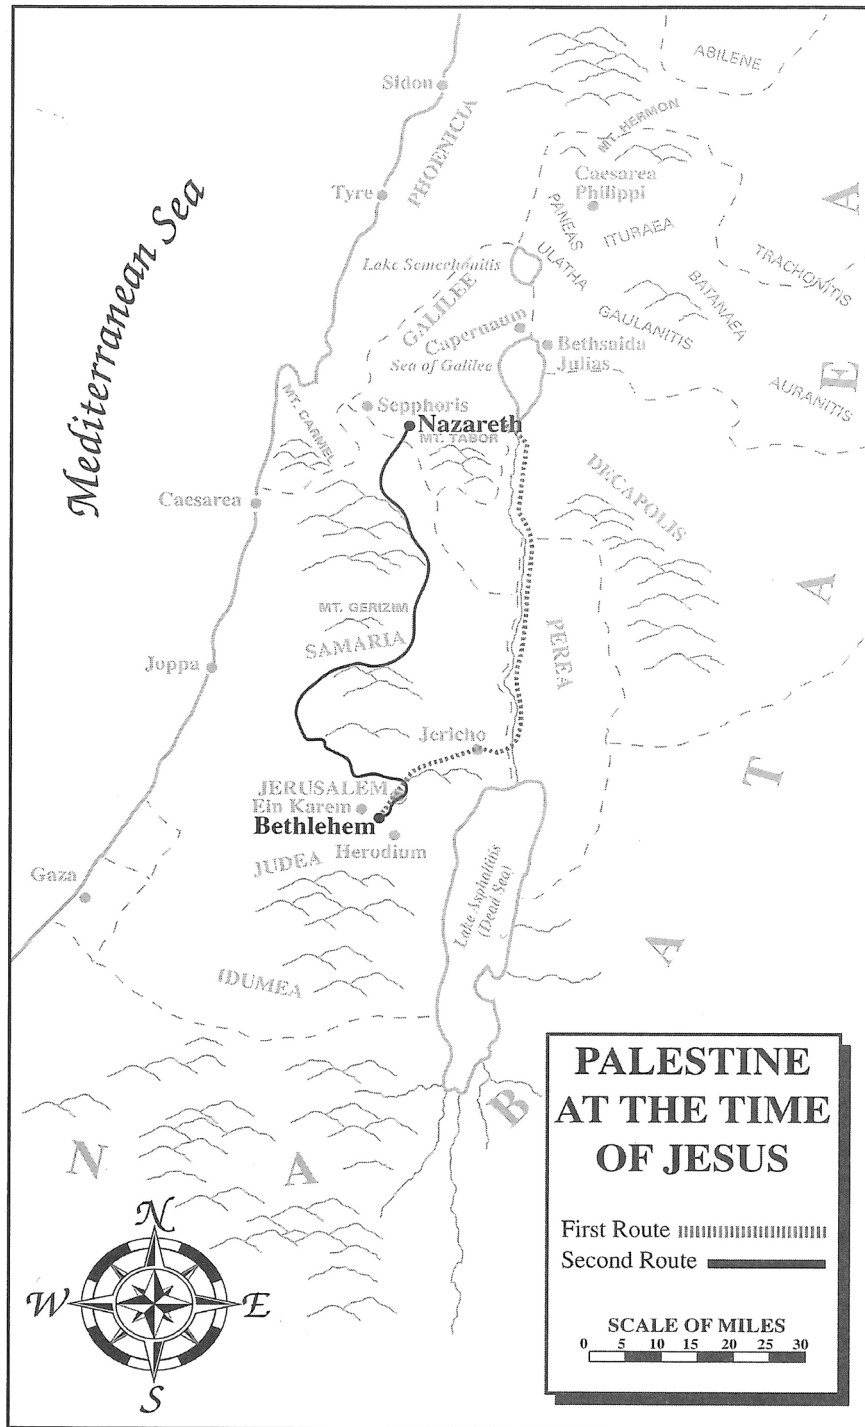 ABILENE
Sidon
PHOENICIA
MT. HERMON
Caesarea
Philippi
Tyre
PANEAS
ITURAEA
Mediterranean Sea
Lake Semechonitis
ULATHA
TRACHONITIS
BATANAEA
GALILEE
GAULANITIS
Capernaum
Bethsaida
Julias
Sea of Galilee
AURANITIS
MT. CARMEL
Sepphoris
Nazareth
MT. TABOR
DECAPOLIS
Caesarea
MT. GERIZIM
SAMARIA
PEREA
Joppa
Jericho
JERUSALEM
Ein Karem
Bethlehem
Herodium
JUDEA
Gaza
Lake Asphaltitis
(Dead Sea)
IDUMEA
N A B A T A E A
PALESTINE
AT THE TIME
OF JESUS
First Route
Second Route
SCALE OF MILES
0 5 10 15 20 25 30
N
W
E
S